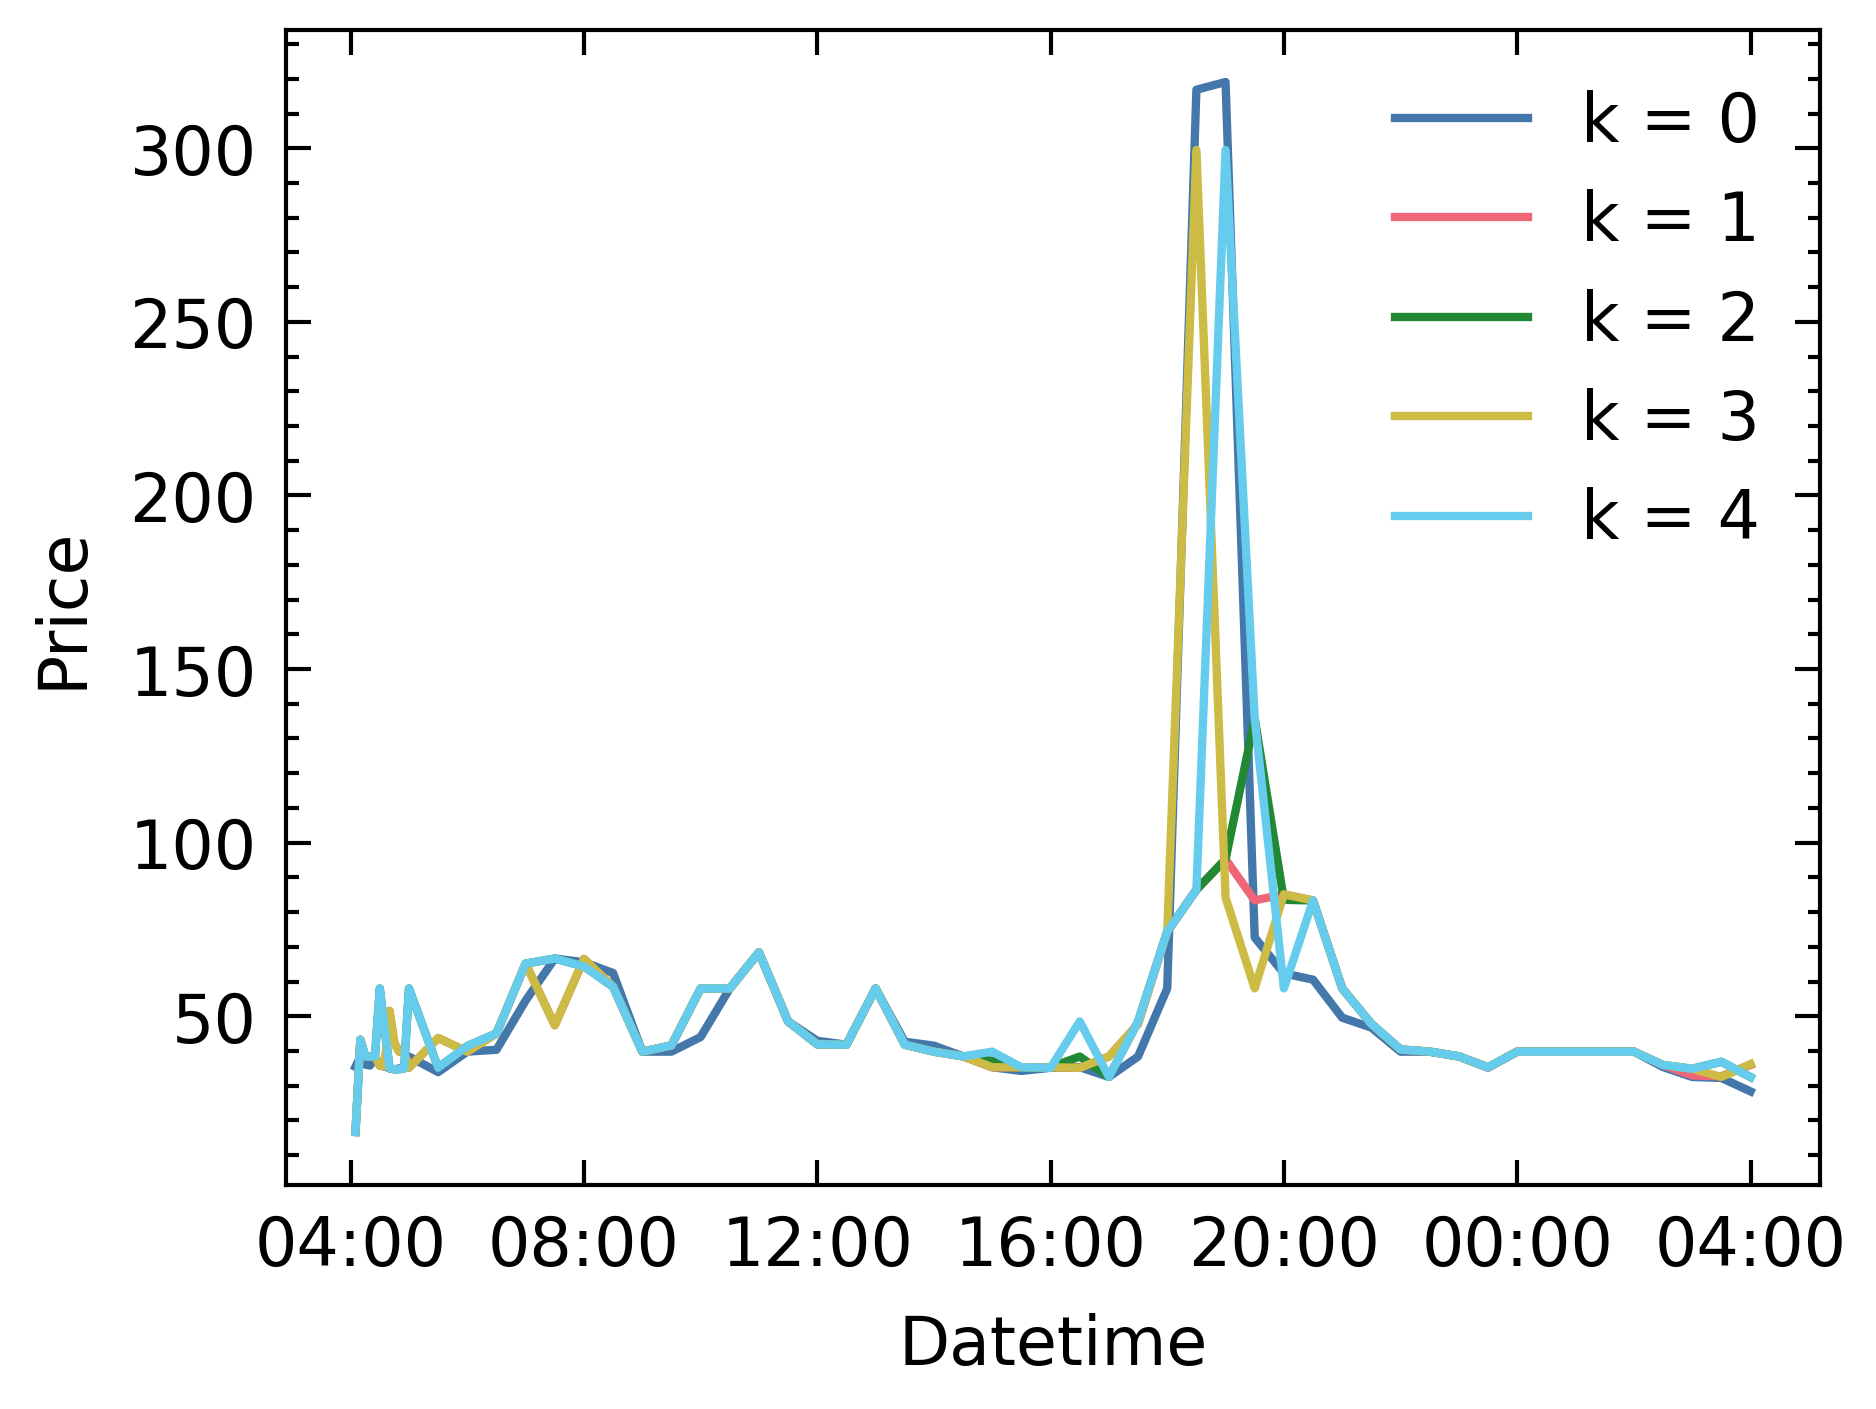 300
250
200
150
100
50
Price
k = 0
k = 1
k = 2
k = 3
k = 4
04:00 08:00 12:00 16:00 20:00 00:00 04:00
Datetime